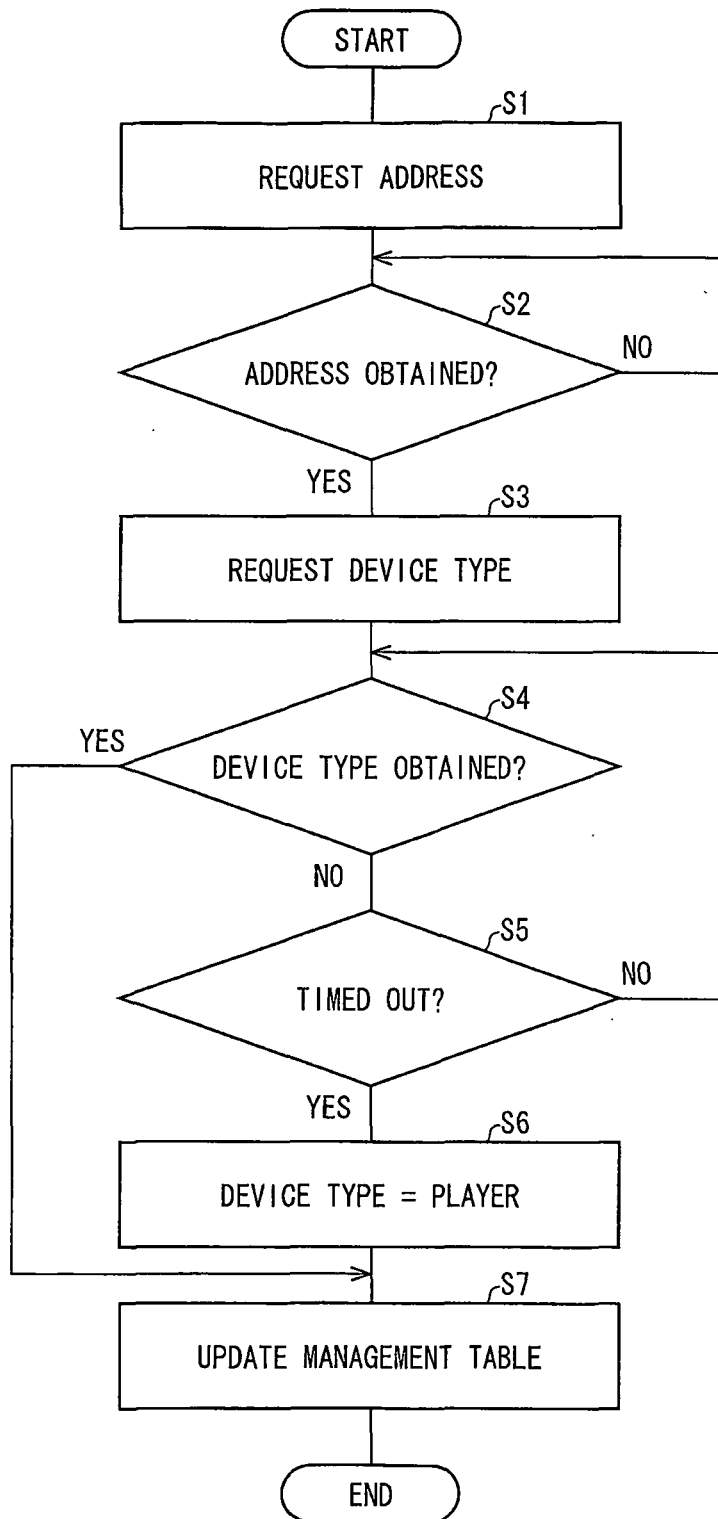 START
S1
REQUEST ADDRESS
S2
ADDRESS OBTAINED?
NO
YES
S3
REQUEST DEVICE TYPE
S4
YES
DEVICE TYPE OBTAINED?
NO
S5
TIMED OUT?
NO
YES
S6
DEVICE TYPE = PLAYER
S7
UPDATE MANAGEMENT TABLE
END